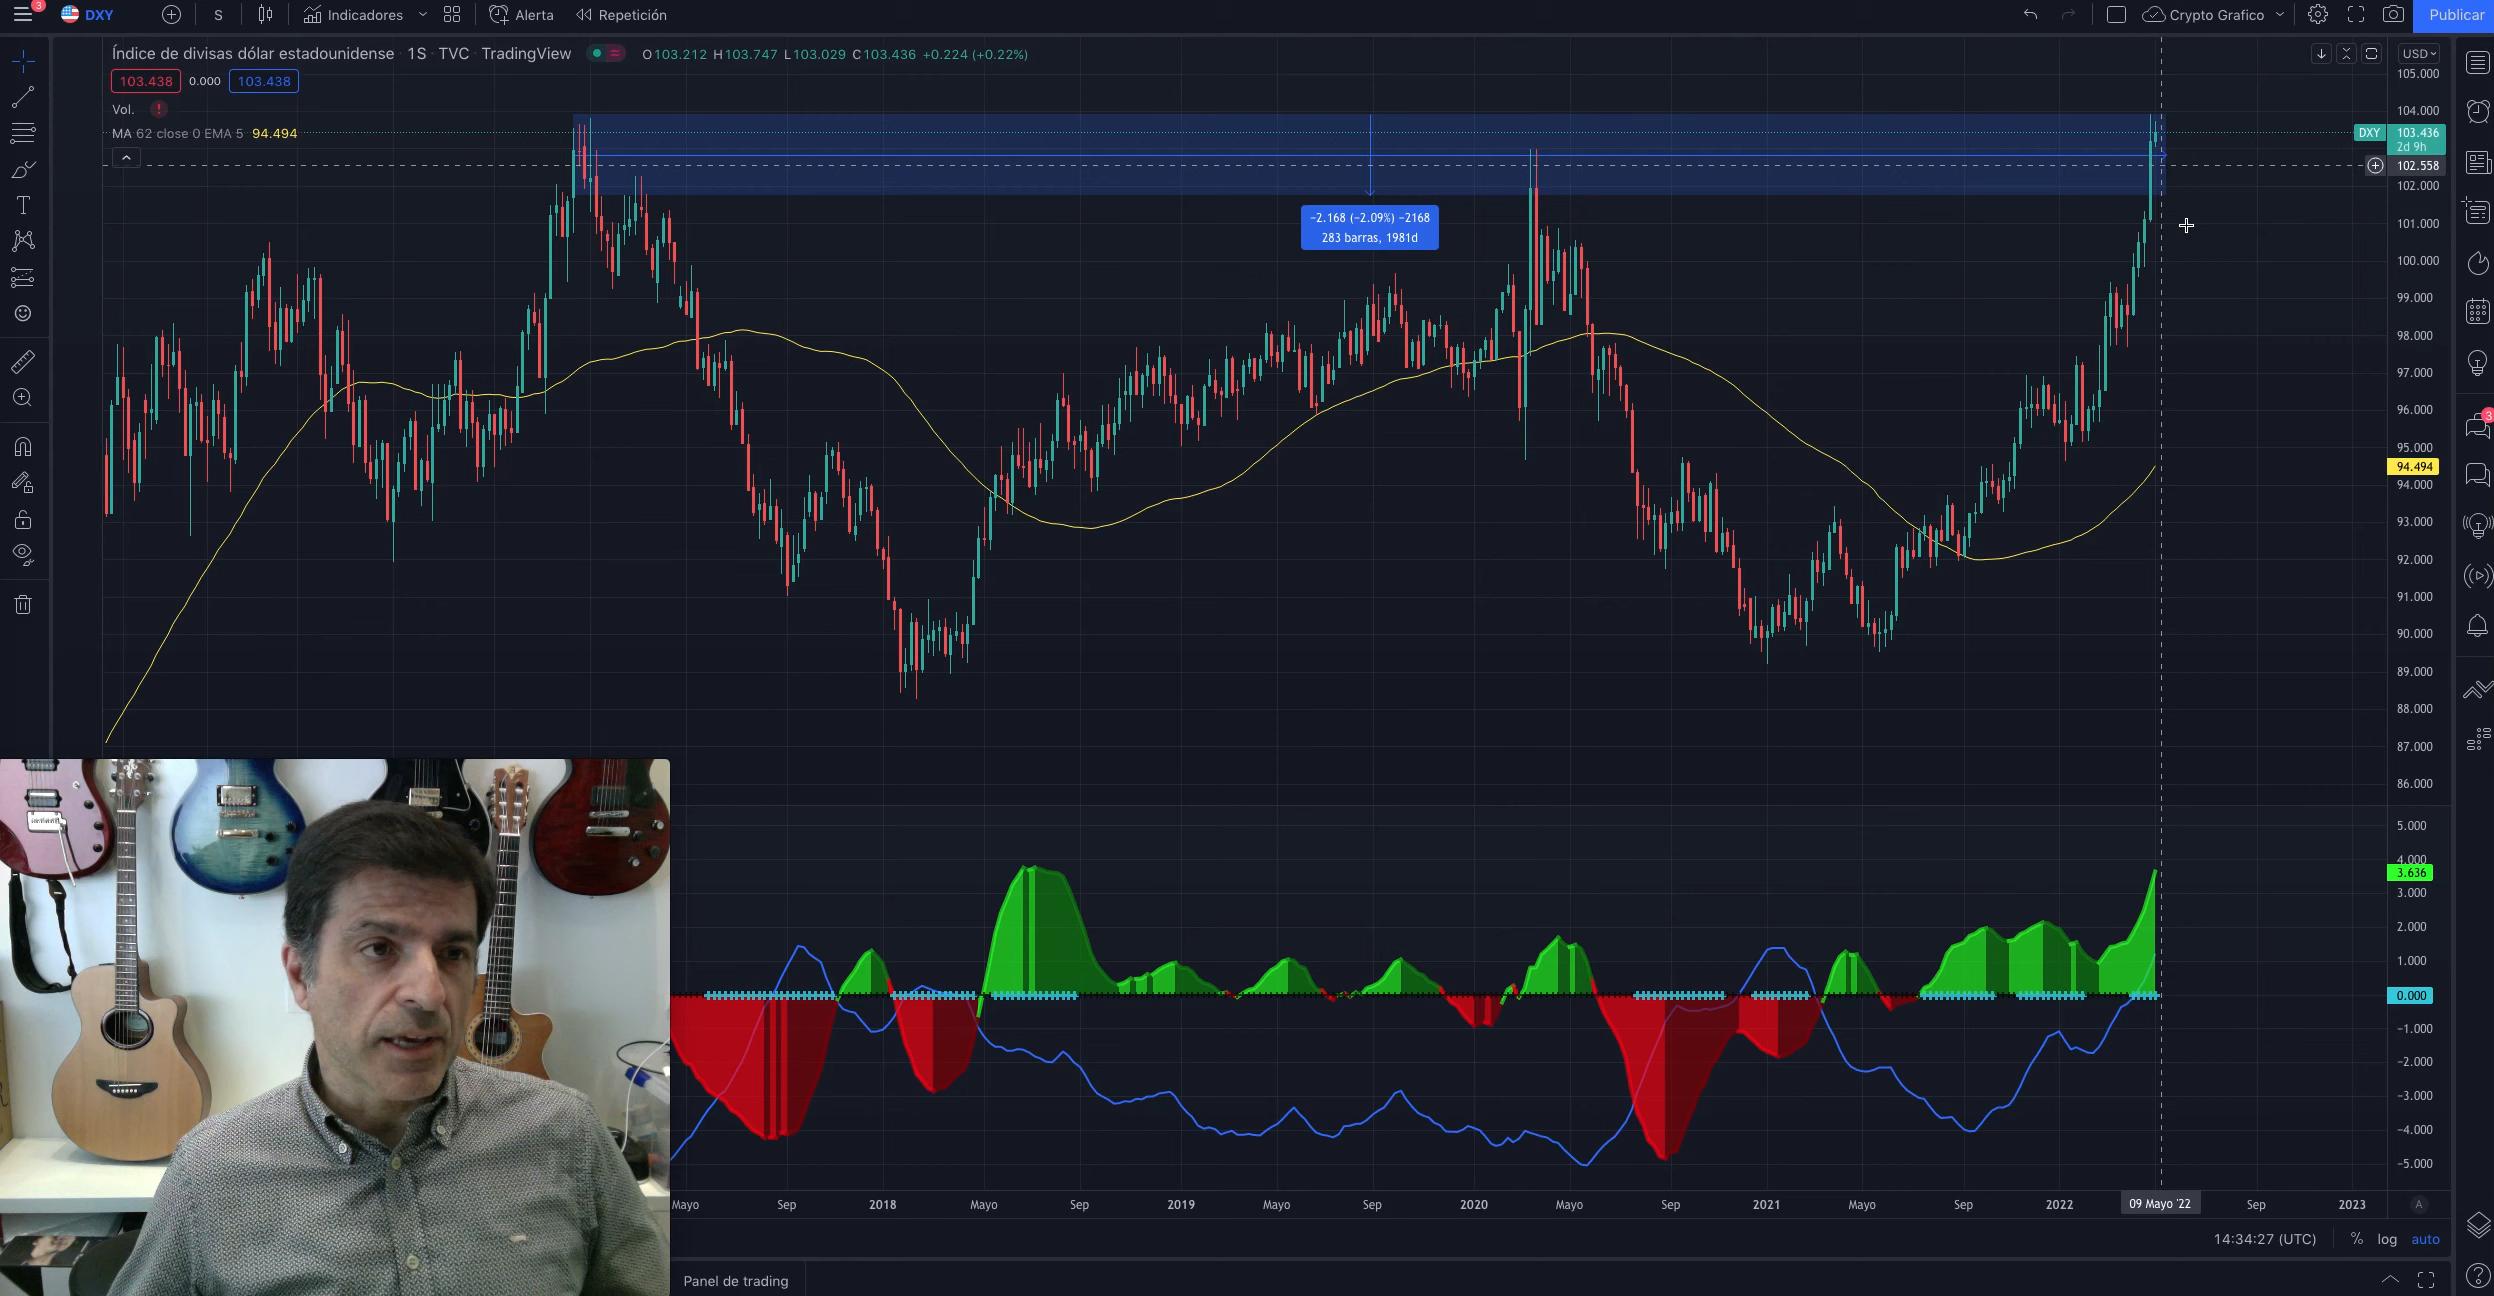 3
DXY
S
Indicadores
Alerta
Repetición
Crypto Grafico
Publicar
Índice de divisas dólar estadounidense · 1S · TVC · TradingView
O103.212 H103.747 L103.029 C103.436 +0.224 (+0.22%)
103.438 0.000 103.438
Vol. !
MA 62 close 0 EMA 5 94.494
USD
105.000
104.000
DXY 103.436
2d 9h
102.558
102.000
101.000
100.000
99.000
98.000
97.000
96.000
95.000
94.494
94.000
93.000
92.000
91.000
90.000
89.000
88.000
87.000
86.000
−2.168 (−2.09%) −2168
283 barras, 1981d
3
5.000
4.000
3.636
3.000
2.000
1.000
0.000
−1.000
−2.000
−3.000
−4.000
−5.000
Mayo Sep 2018 Mayo Sep 2019 Mayo Sep 2020 Mayo Sep 2021 Mayo Sep 2022 09 Mayo '22 Sep 2023 A
14:34:27 (UTC) % log auto
Panel de trading